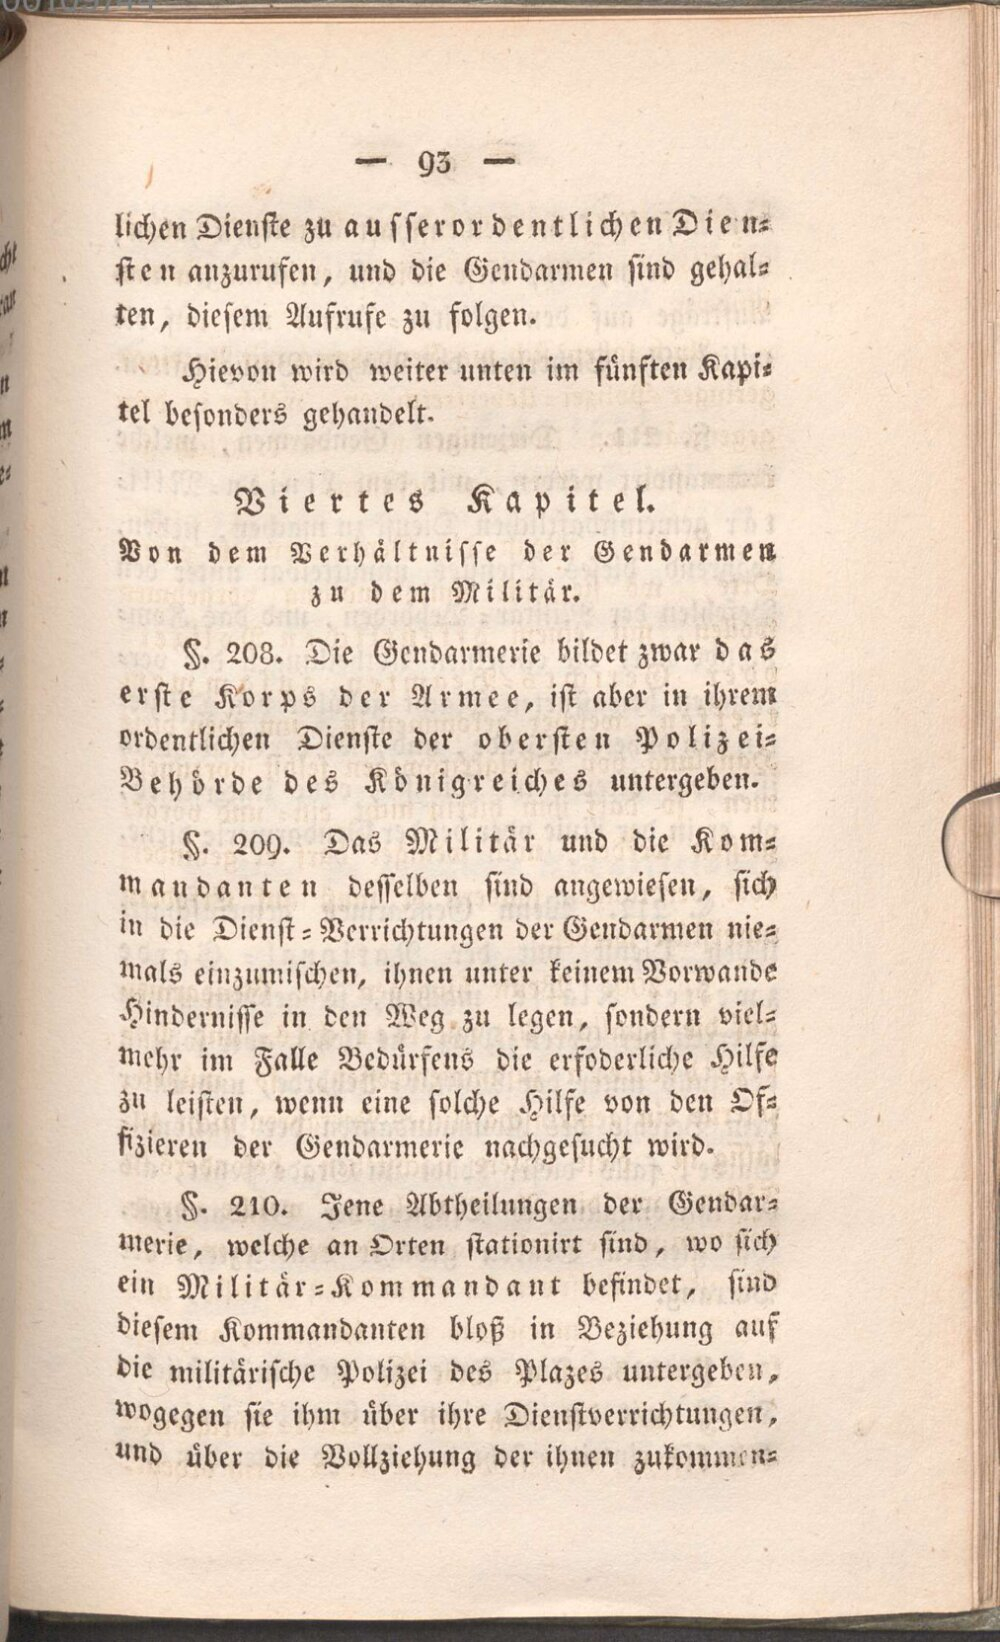 — 93 —
lichen Dienste zu ausserordentlichen Dien-
sten anzurufen, und die Gendarmen sind gehal-
ten, diesem Aufrufe zu folgen.
Hievon wird weiter unten im fünften Kapi-
tel besonders gehandelt.
Viertes Kapitel.
Von dem Verhältnisse der Gendarmen
zu dem Militär.
§. 208. Die Gendarmerie bildet zwar das
erste Korps der Armee, ist aber in ihrem
ordentlichen Dienste der obersten Polizei-
Behörde des Königreiches untergeben.
§. 209. Das Militär und die Kom-
mandanten desselben sind angewiesen, sich
in die Dienst-Verrichtungen der Gendarmen nie-
mals einzumischen, ihnen unter keinem Vorwande
Hindernisse in den Weg zu legen, sondern viel-
mehr im Falle Bedürfens die erfoderliche Hilfe
zu leisten, wenn eine solche Hilfe von den Of-
fizieren der Gendarmerie nachgesucht wird.
§. 210. Jene Abtheilungen der Gendar-
merie, welche an Orten stationirt sind, wo sich
ein Militär-Kommandant befindet, sind
diesem Kommandanten bloß in Beziehung auf
die militärische Polizei des Plazes untergeben,
wogegen sie ihm über ihre Dienstverrichtungen,
und über die Vollziehung der ihnen zukommen-